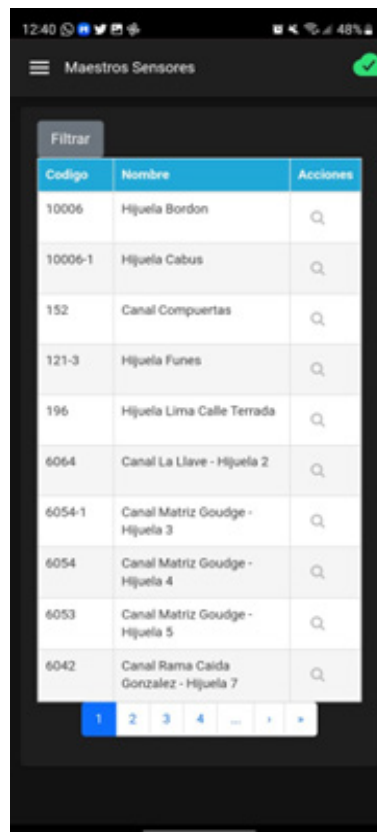 12:40 48%
Maestros Sensores
Filtrar
Codigo Nombre Acciones
10006 Hijuela Bordon
10006-1 Hijuela Cabus
152 Canal Compuertas
121-3 Hijuela Funes
196 Hijuela Lima Calle Terrada
6064 Canal La Llave - Hijuela 2
6054-1 Canal Matriz Goudge -
Hijuela 3
6054 Canal Matriz Goudge -
Hijuela 4
6053 Canal Matriz Goudge -
Hijuela 5
6042 Canal Rama Caida
Gonzalez - Hijuela 7
1 2 3 4 ... › »